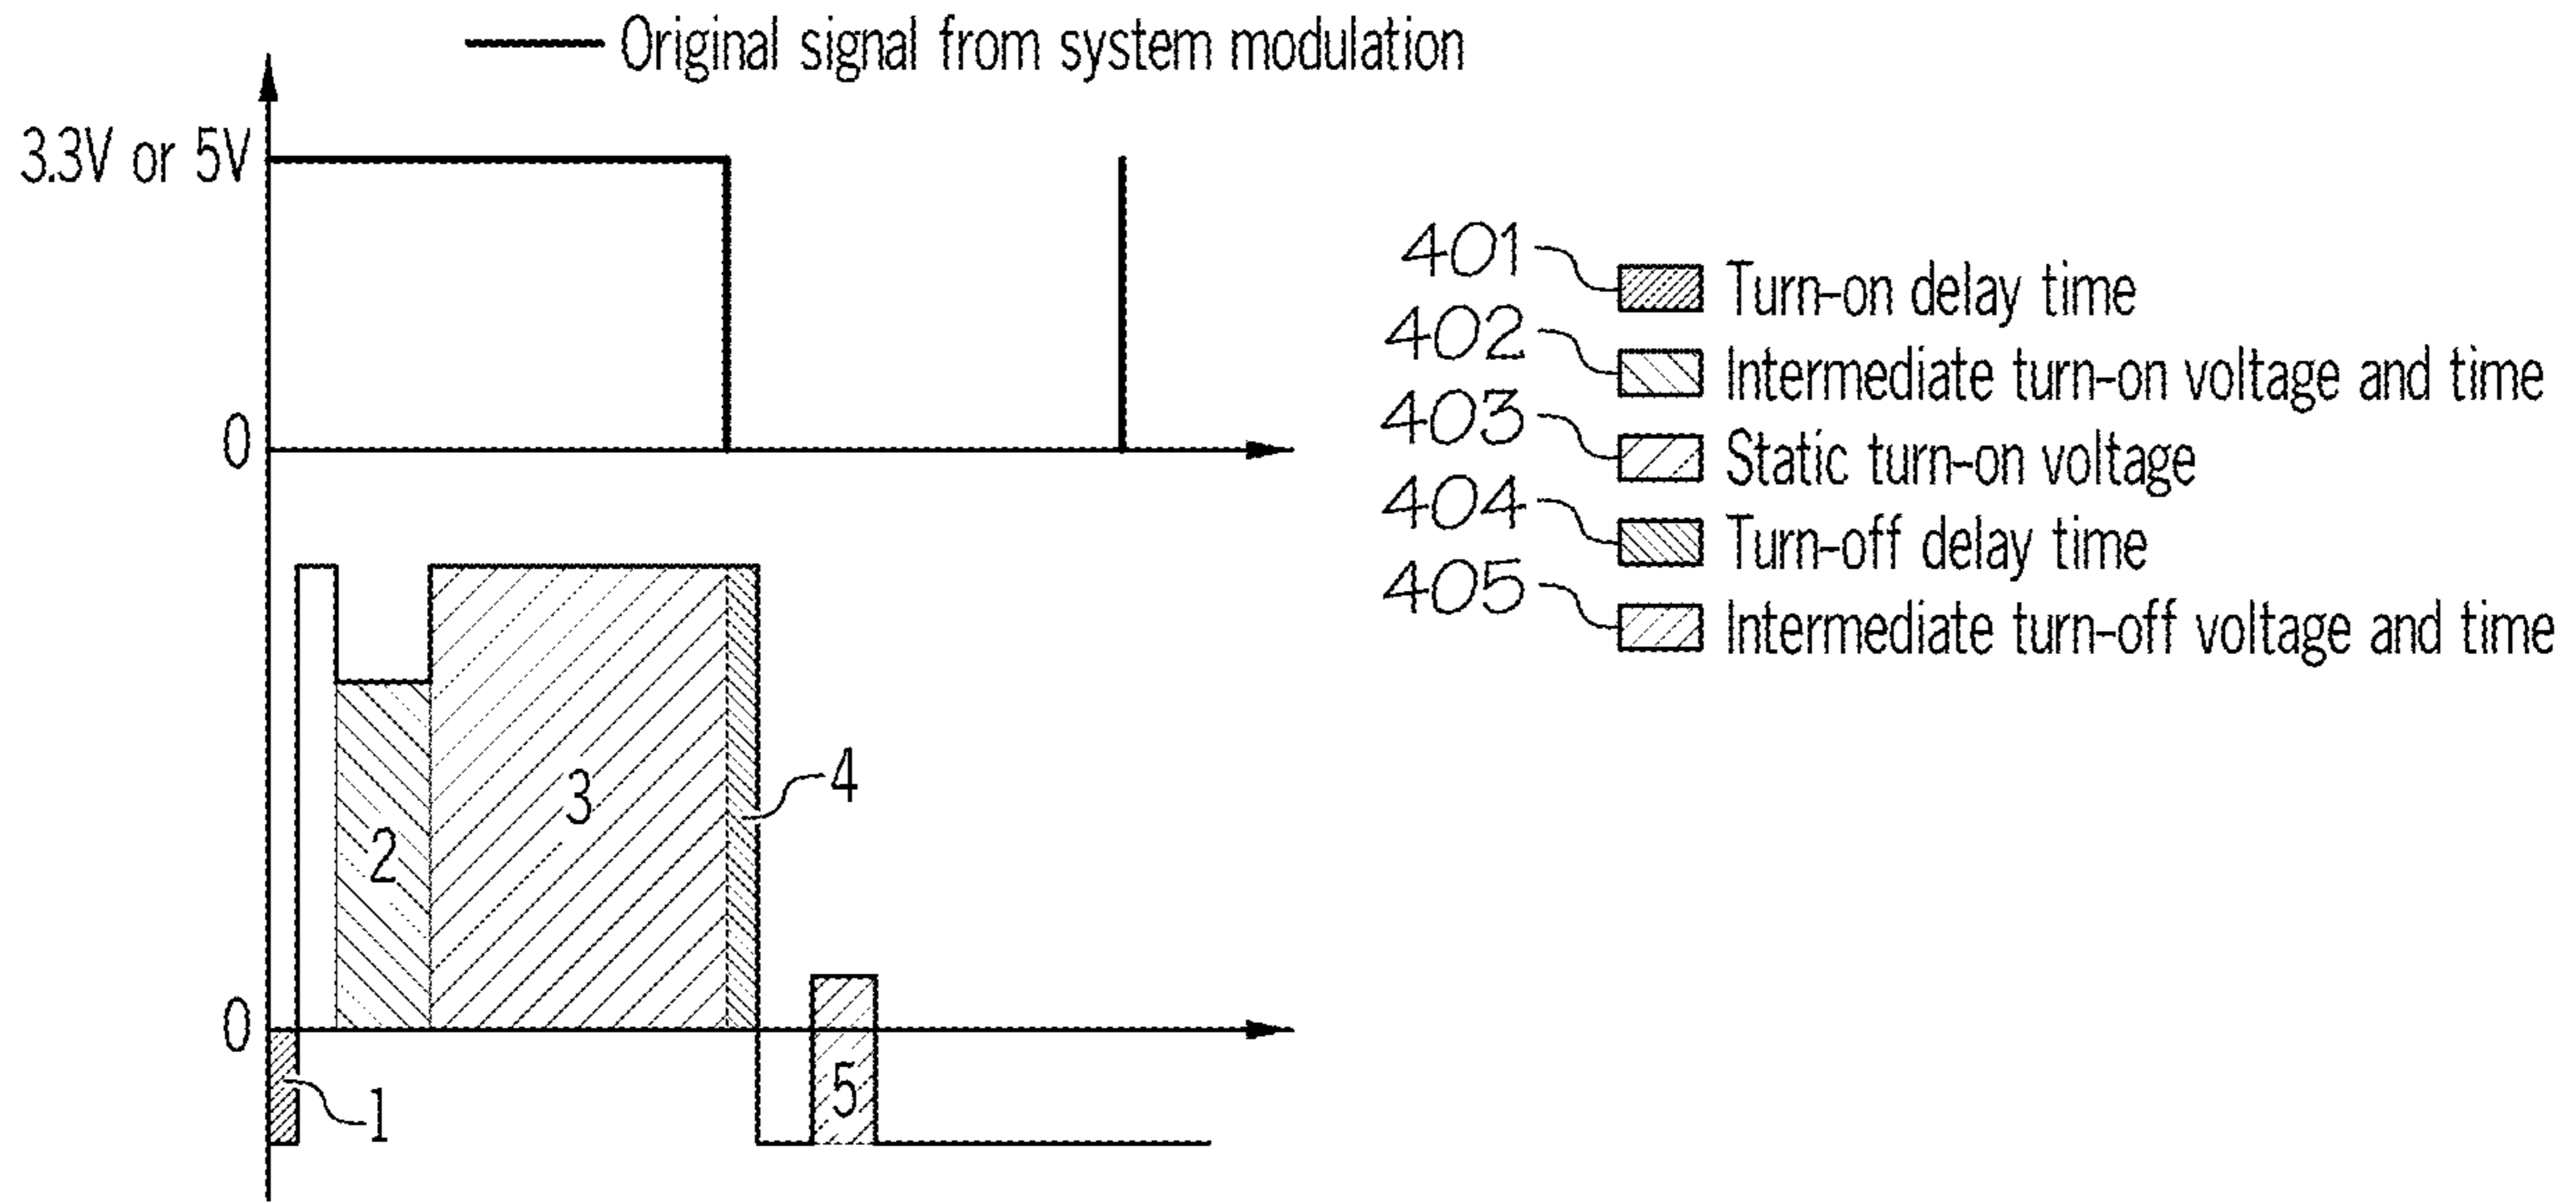 Original signal from system modulation
3.3V or 5V
0
401 Turn-on delay time
402 Intermediate turn-on voltage and time
403 Static turn-on voltage
404 Turn-off delay time
405 Intermediate turn-off voltage and time
4
3
2
0
5
1